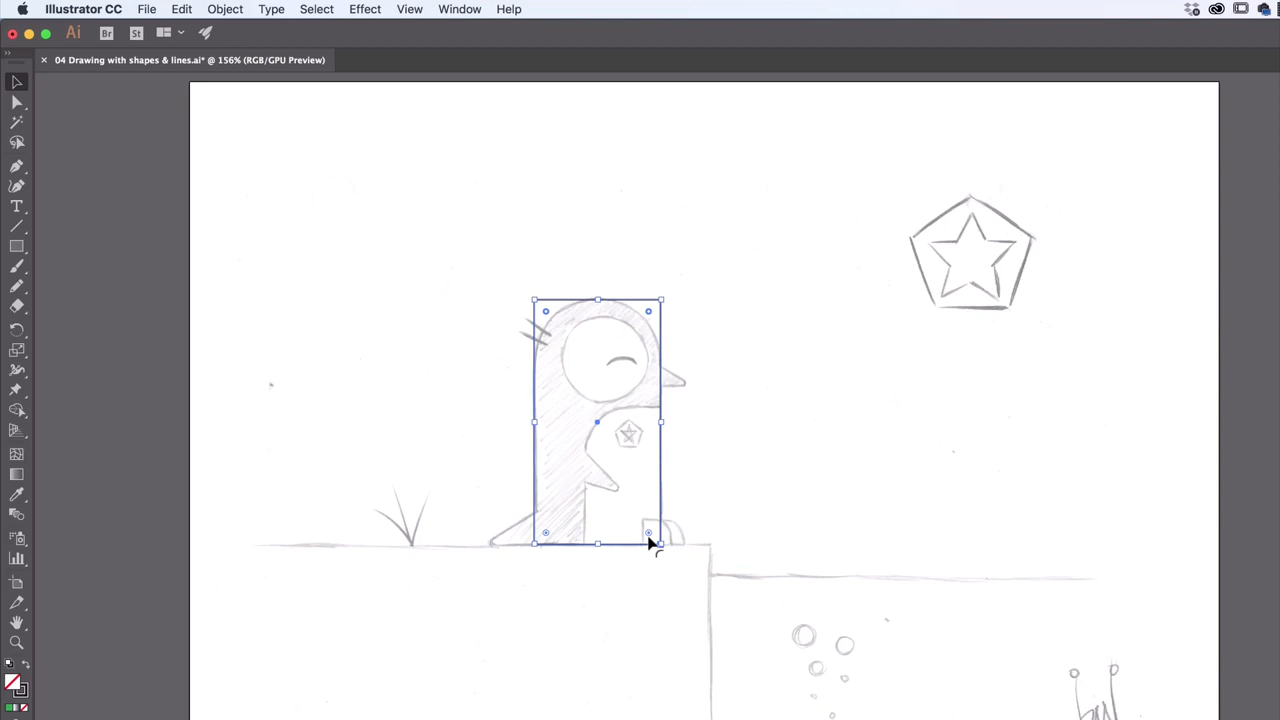 Illustrator CC File Edit Object Type Select Effect View Window Help
Ai Br St
× 04 Drawing with shapes & lines.ai* @ 156% (RGB/GPU Preview)
T